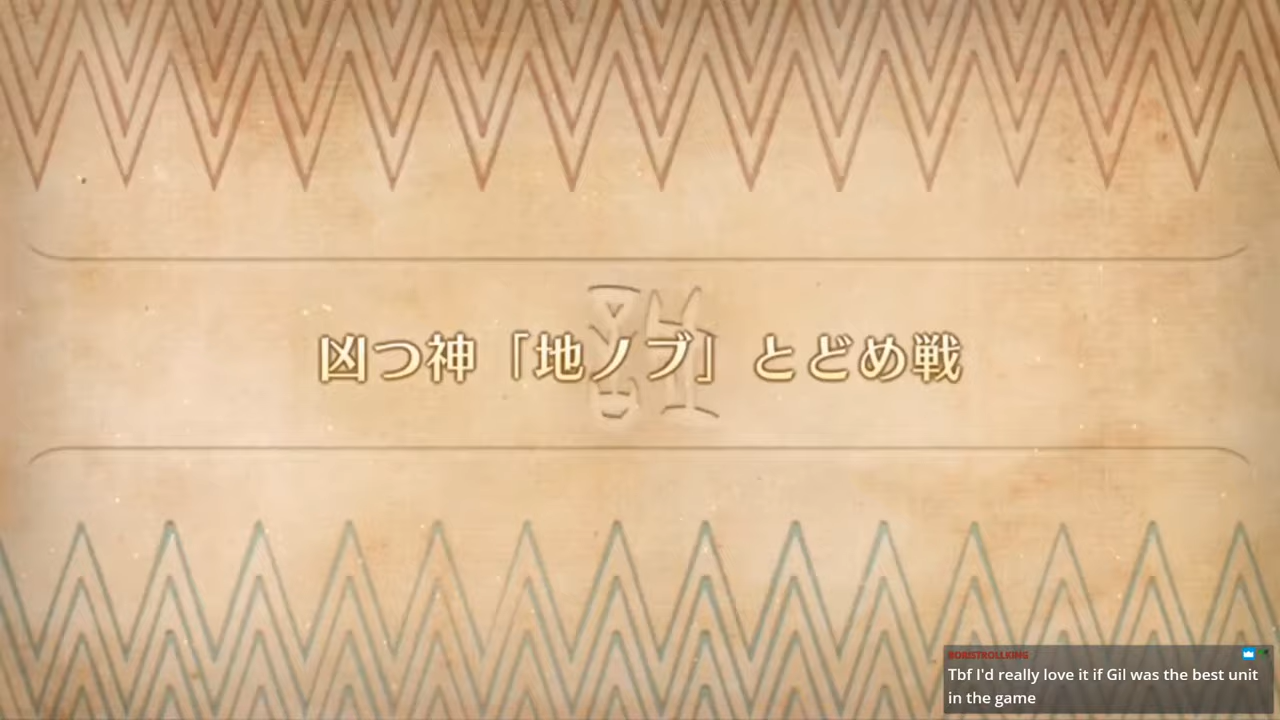 凶つ神「地ノブ」とどめ戦
BORISTROLLKING
Tbf I'd really love it if Gil was the best unit
in the game